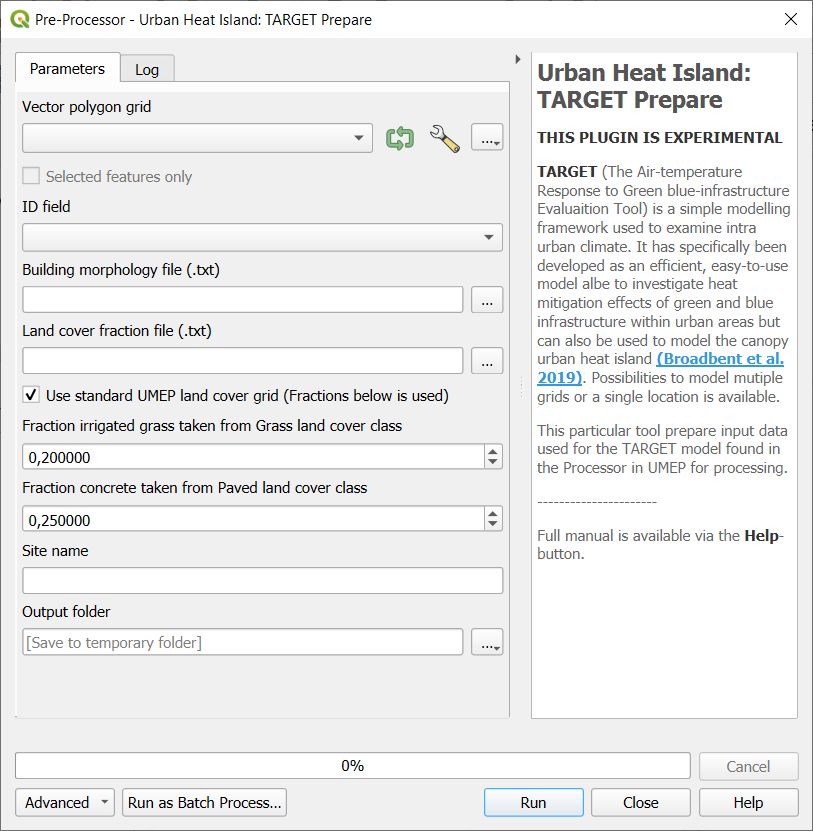 Pre-Processor - Urban Heat Island: TARGET Prepare
Parameters
Log
Vector polygon grid
...
Selected features only
ID field
Building morphology file (.txt)
...
Land cover fraction file (.txt)
...
Use standard UMEP land cover grid (Fractions below is used)
Fraction irrigated grass taken from Grass land cover class
0,200000
Fraction concrete taken from Paved land cover class
0,250000
Site name
Output folder
[Save to temporary folder]
...
Urban Heat Island:
TARGET Prepare
THIS PLUGIN IS EXPERIMENTAL
TARGET (The Air-temperature
Response to Green blue-infrastructure
Evaluaition Tool) is a simple modelling
framework used to examine intra
urban climate. It has specifically been
developed as an efficient, easy-to-use
model albe to investigate heat
mitigation effects of green and blue
infrastructure within urban areas but
can also be used to model the canopy
urban heat island (Broadbent et al.
2019). Possibilities to model mutiple
grids or a single location is available.
This particular tool prepare input data
used for the TARGET model found in
the Processor in UMEP for processing.
----------------------
Full manual is available via the Help-
button.
0%
Cancel
Advanced
Run as Batch Process...
Run
Close
Help